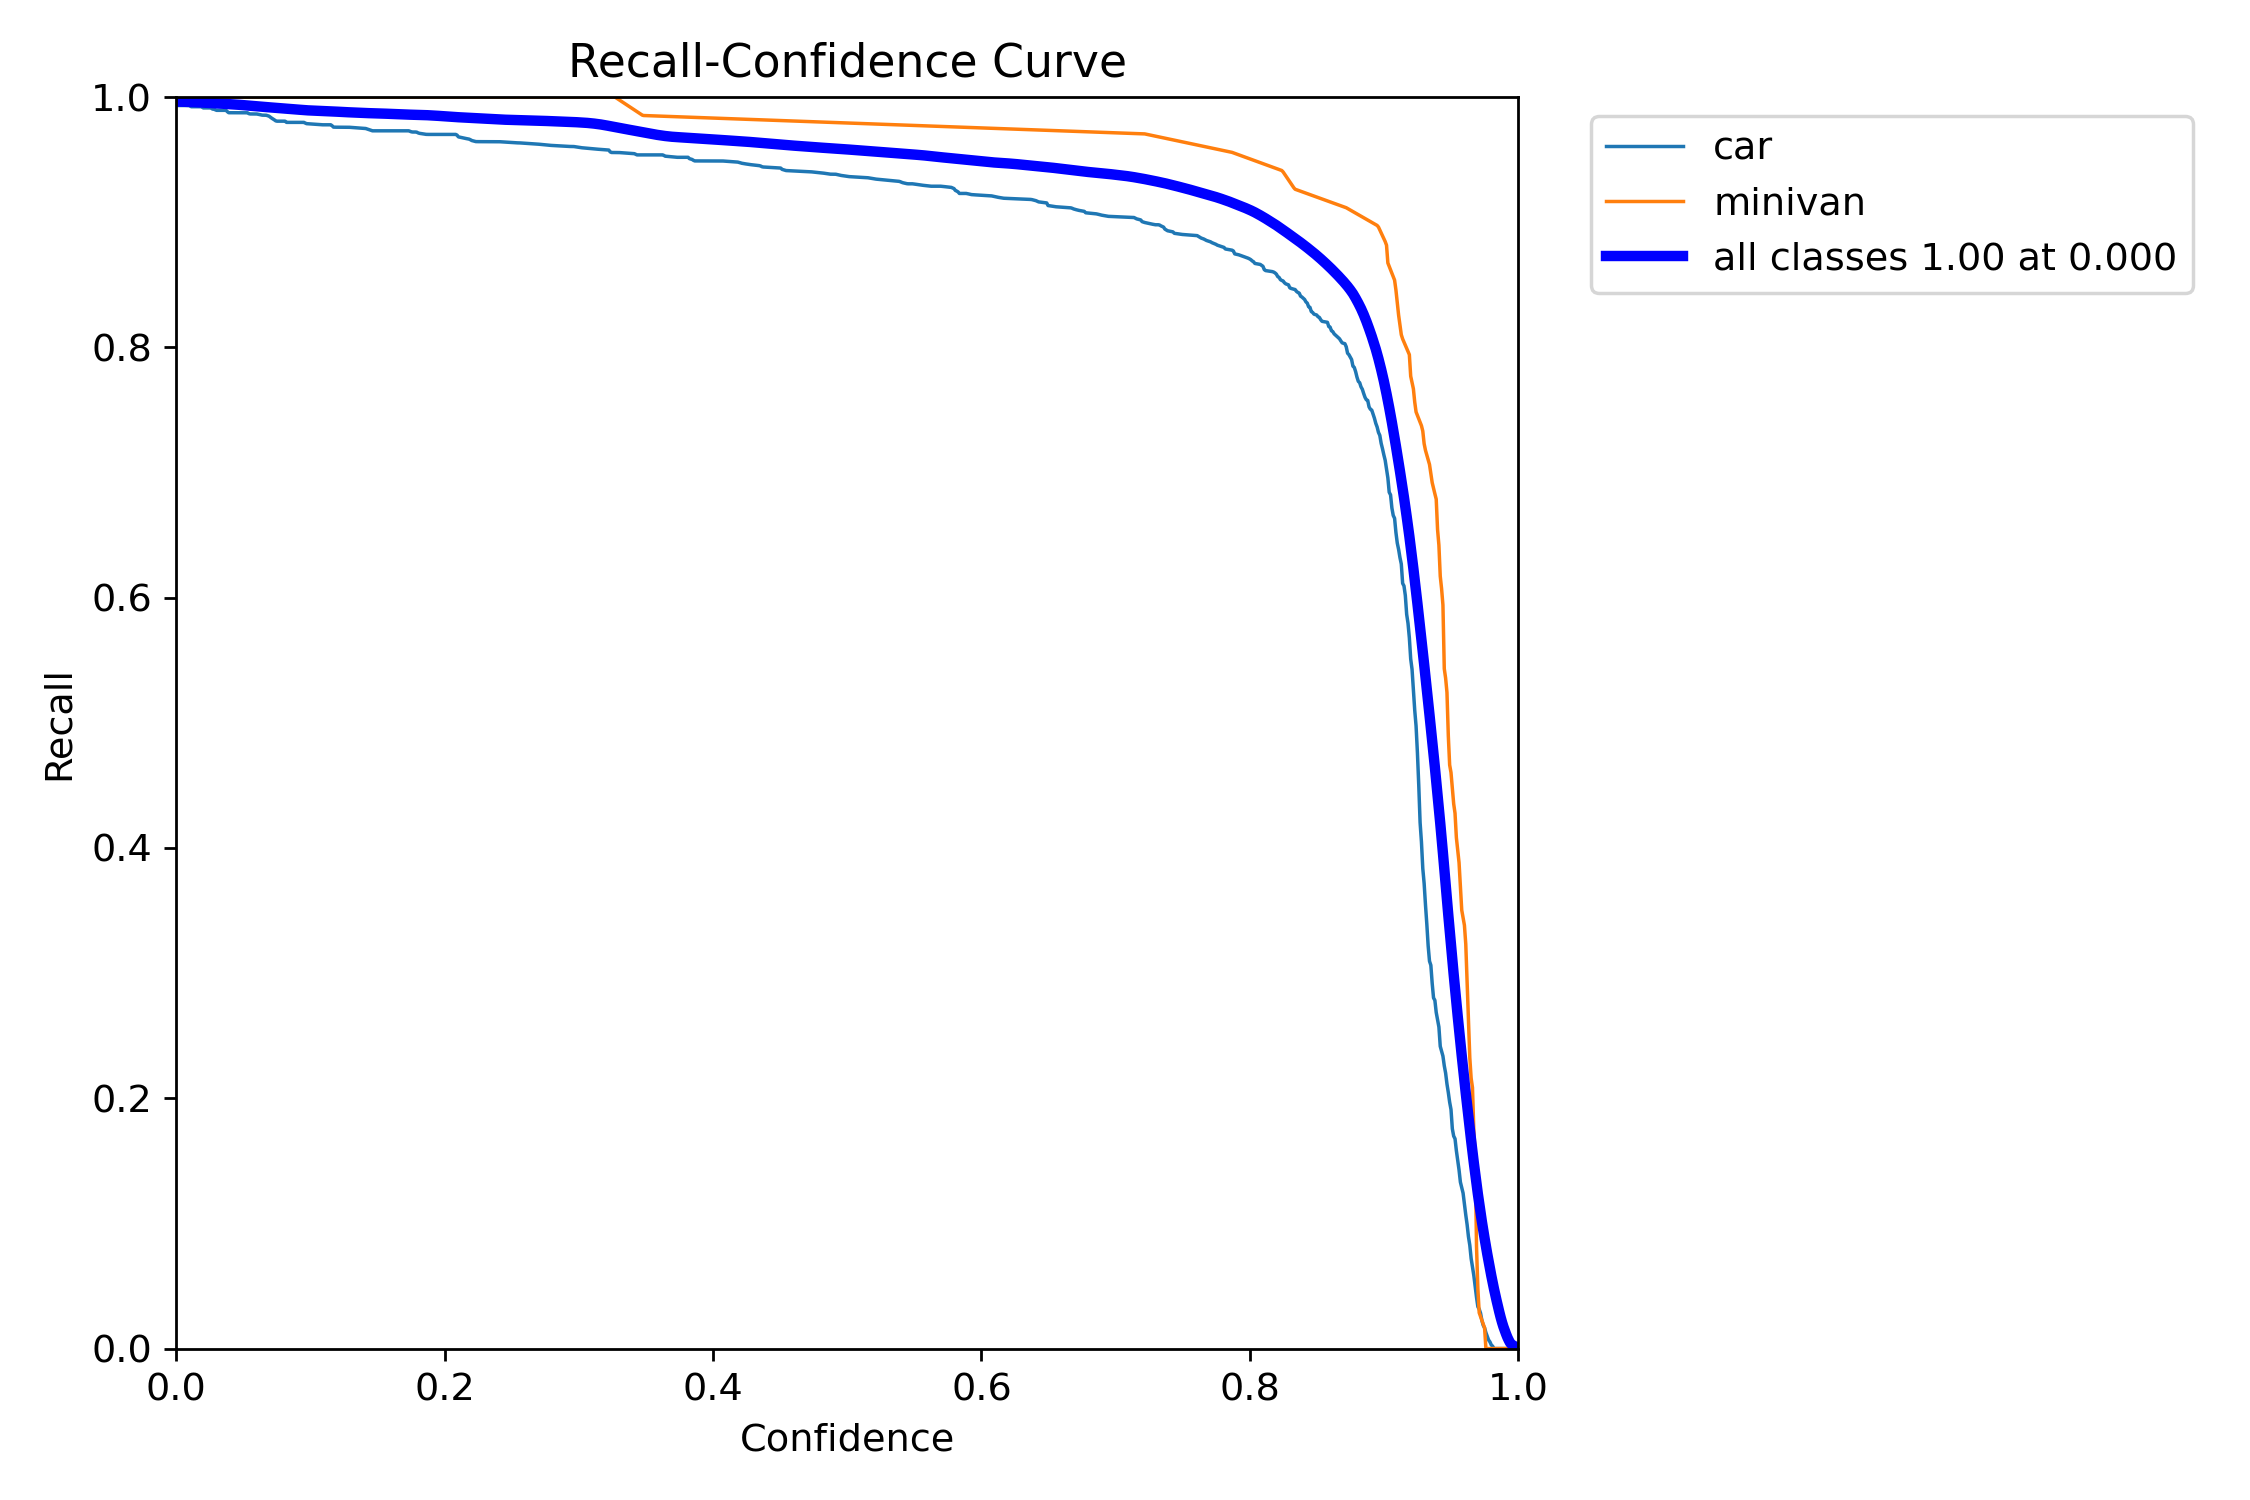 Recall-Confidence Curve
1.0
0.8
0.6
0.4
0.2
0.0
Recall
0.0 0.2 0.4 0.6 0.8 1.0
Confidence
car
minivan
all classes 1.00 at 0.000